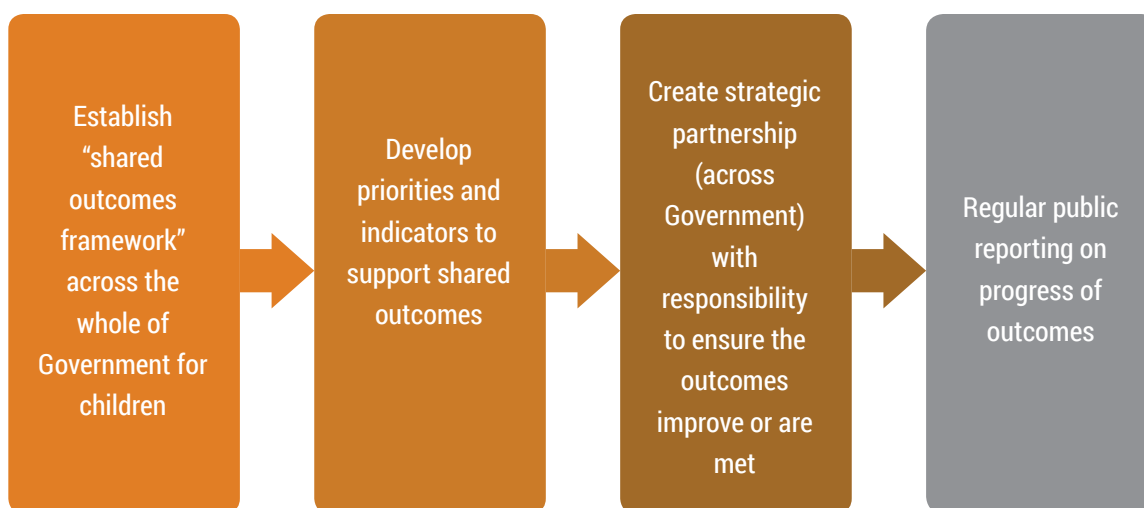 Establish
“shared
outcomes
framework”
across the
whole of
Government for
children
Develop
priorities and
indicators to
support shared
outcomes
Create strategic
partnership
(across
Government)
with
responsibility
to ensure the
outcomes
improve or are
met
Regular public
reporting on
progress of
outcomes